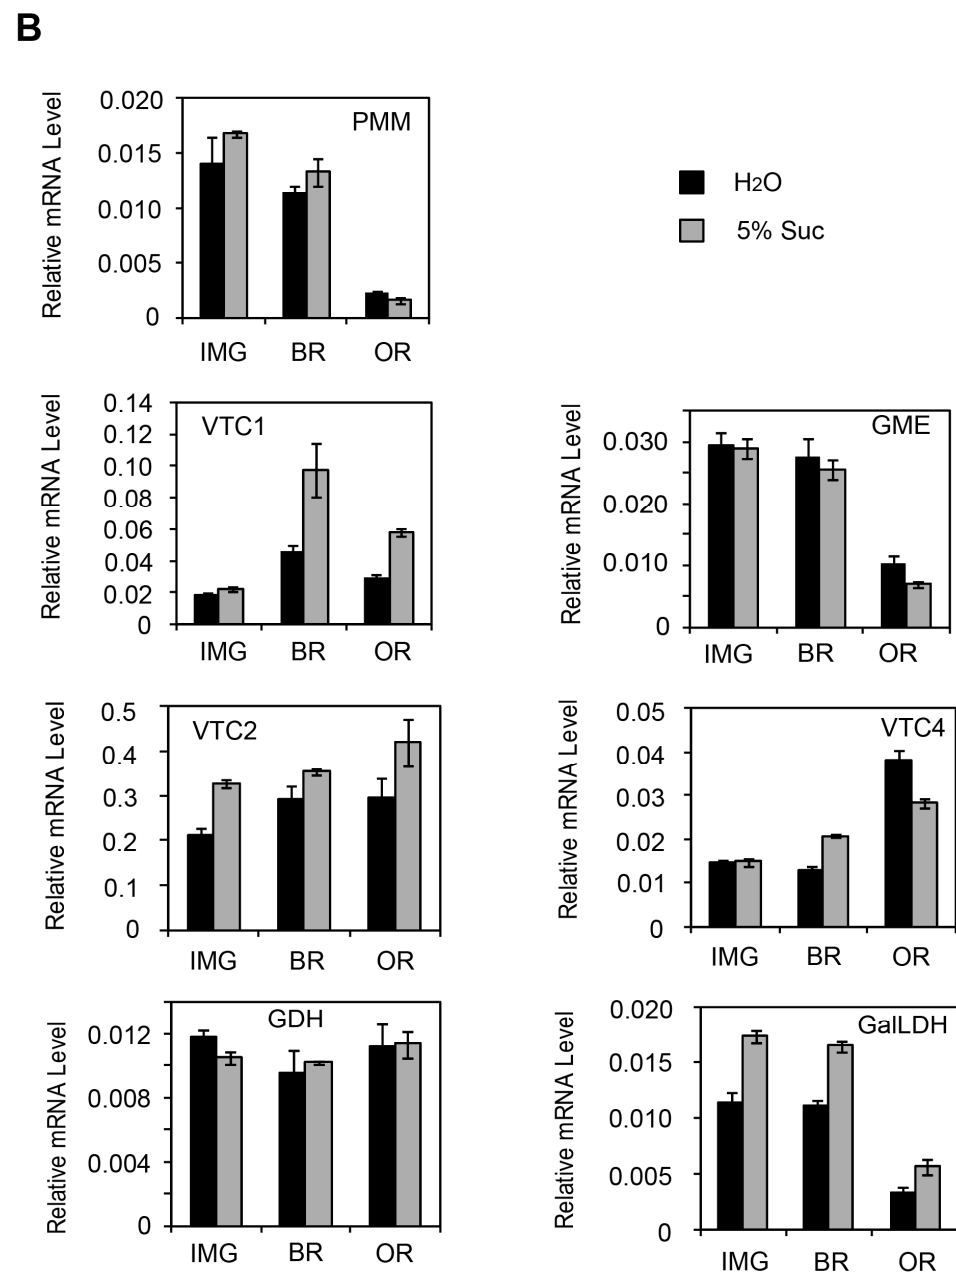 B
0.020
0.015
0.010
0.005
0
Relative mRNA Level
PMM
IMG BR OR
H2O
5% Suc
0.14
0.12
0.10
0.08
0.06
0.04
0.02
0
Relative mRNA Level
VTC1
IMG BR OR
0.030
0.020
0.010
0
Relative mRNA Level
GME
IMG BR OR
0.5
0.4
0.3
0.2
0.1
0
Relative mRNA Level
VTC2
IMG BR OR
0.05
0.04
0.03
0.02
0.01
0
Relative mRNA Level
VTC4
IMG BR OR
0.012
0.008
0.004
0
Relative mRNA Level
GDH
IMG BR OR
0.020
0.015
0.010
0.005
0
Relative mRNA Level
GalLDH
IMG BR OR